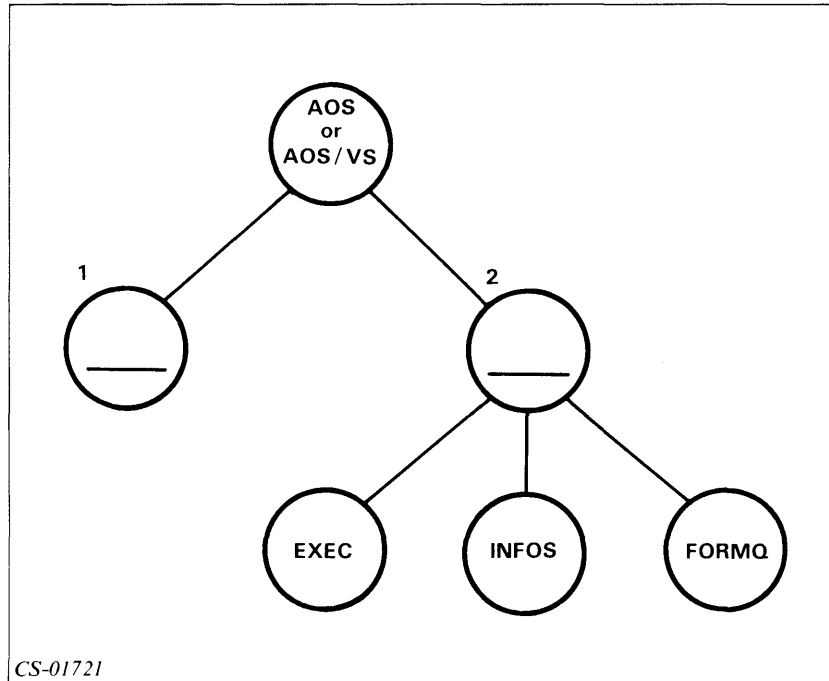 AOS
or
AOS/VS
1
2
EXEC
INFOS
FORMQ
CS-01721